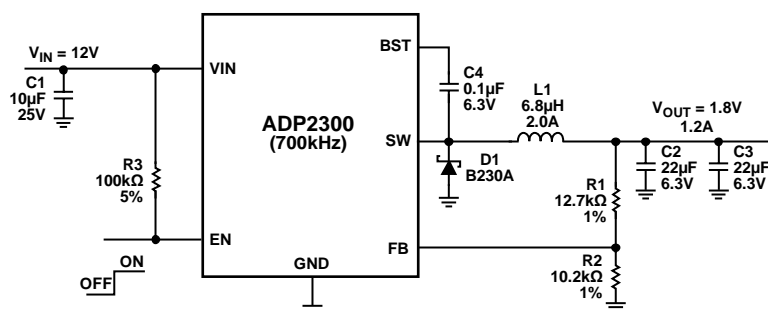 V_IN = 12V
C1
10µF
25V
VIN
R3
100kΩ
5%
EN
ON
OFF
ADP2300
(700kHz)
GND
BST
SW
FB
C4
0.1µF
6.3V
L1
6.8µH
2.0A
D1
B230A
V_OUT = 1.8V
1.2A
C2
22µF
6.3V
C3
22µF
6.3V
R1
12.7kΩ
1%
R2
10.2kΩ
1%